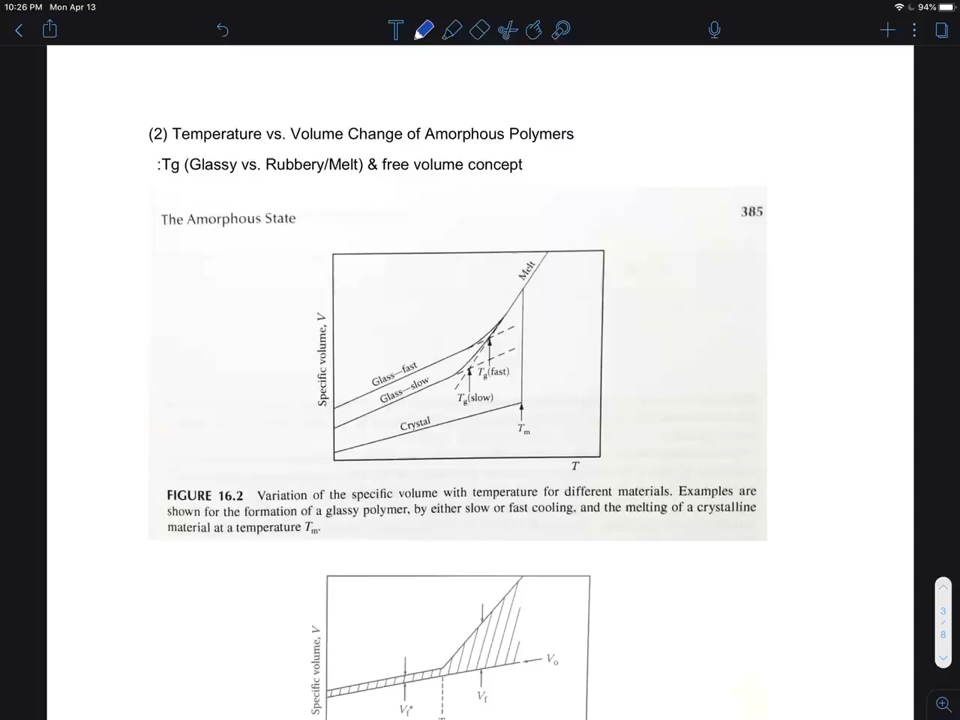 10:26 PM Mon Apr 13
94%
(2) Temperature vs. Volume Change of Amorphous Polymers
:Tg (Glassy vs. Rubbery/Melt) & free volume concept
The Amorphous State
385
Melt
Specific volume, V
Glass—fast
Glass—slow
Tg(fast)
Tg(slow)
Crystal
Tm
T
FIGURE 16.2 Variation of the specific volume with temperature for different materials. Examples are
shown for the formation of a glassy polymer, by either slow or fast cooling, and the melting of a crystalline
material at a temperature Tm.
Specific volume, V
Vo
Vf
Vf*
3
/
8